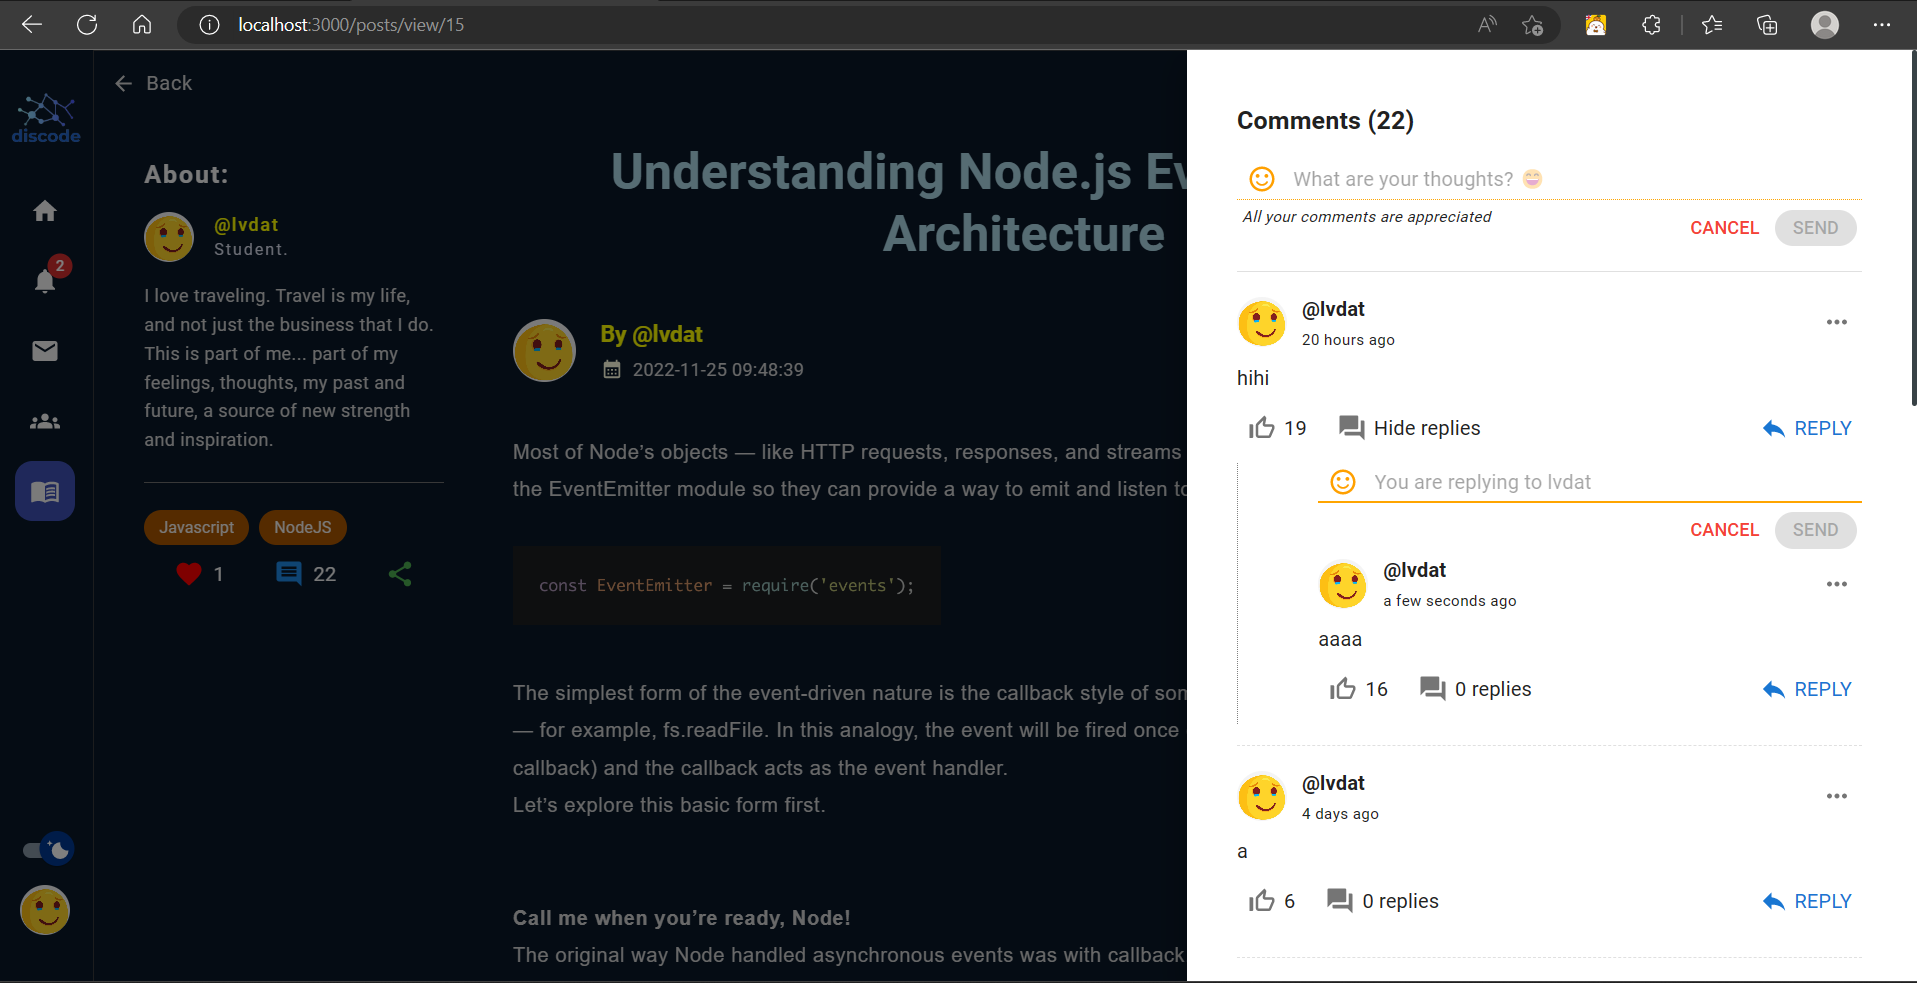 localhost:3000/posts/view/15
discode
2
Back
About:
@lvdat
Student.
I love traveling. Travel is my life,
and not just the business that I do.
This is part of me... part of my
feelings, thoughts, my past and
future, a source of new strength
and inspiration.
Javascript
NodeJS
1
22
Understanding Node.js Ev
Architecture
By @lvdat
2022-11-25 09:48:39
Most of Node’s objects — like HTTP requests, responses, and streams
the EventEmitter module so they can provide a way to emit and listen to
const EventEmitter = require('events');
The simplest form of the event-driven nature is the callback style of som
— for example, fs.readFile. In this analogy, the event will be fired once
callback) and the callback acts as the event handler.
Let’s explore this basic form first.
Call me when you’re ready, Node!
The original way Node handled asynchronous events was with callback
Comments (22)
What are your thoughts? 😄
All your comments are appreciated
CANCEL
SEND
@lvdat
20 hours ago
hihi
19
Hide replies
REPLY
You are replying to lvdat
CANCEL
SEND
@lvdat
a few seconds ago
aaaa
16
0 replies
REPLY
@lvdat
4 days ago
a
6
0 replies
REPLY